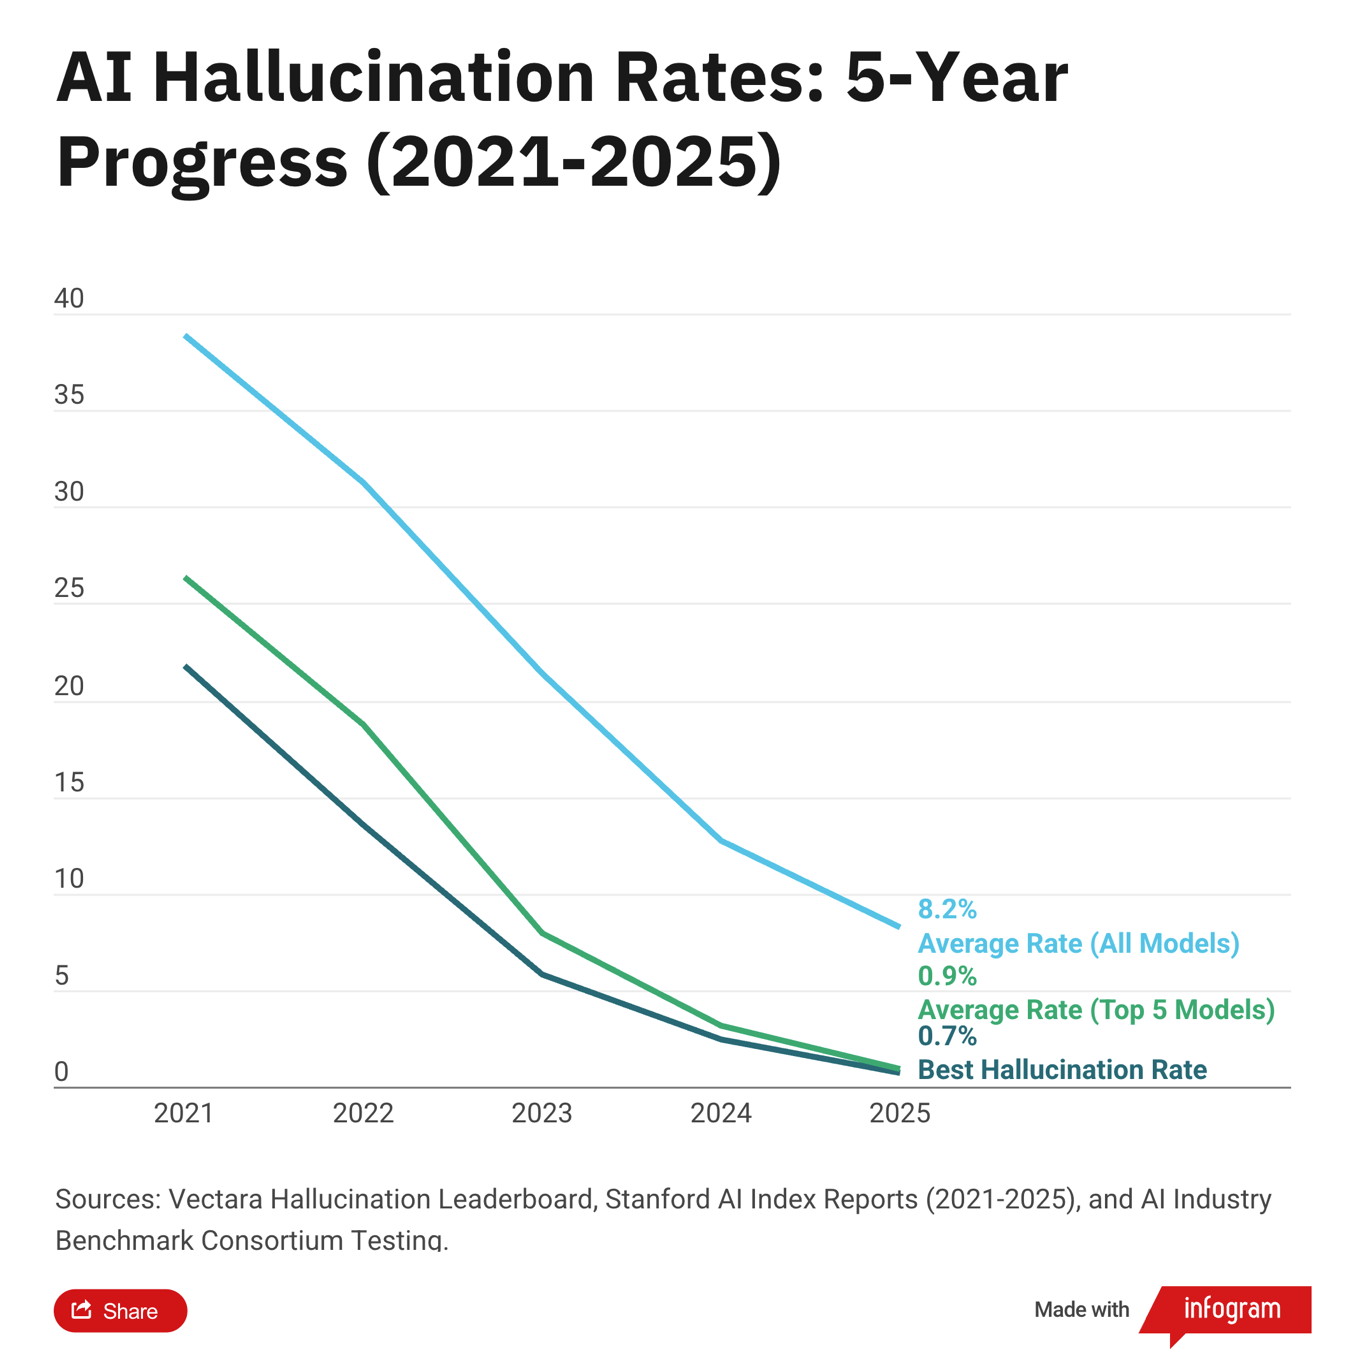 AI Hallucination Rates: 5-Year
Progress (2021-2025)
40
35
30
25
20
15
10
5
0
8.2%
Average Rate (All Models)
0.9%
Average Rate (Top 5 Models)
0.7%
Best Hallucination Rate
2021 2022 2023 2024 2025
Sources: Vectara Hallucination Leaderboard, Stanford AI Index Reports (2021-2025), and AI Industry
Benchmark Consortium Testing.
Share
Made with infogram